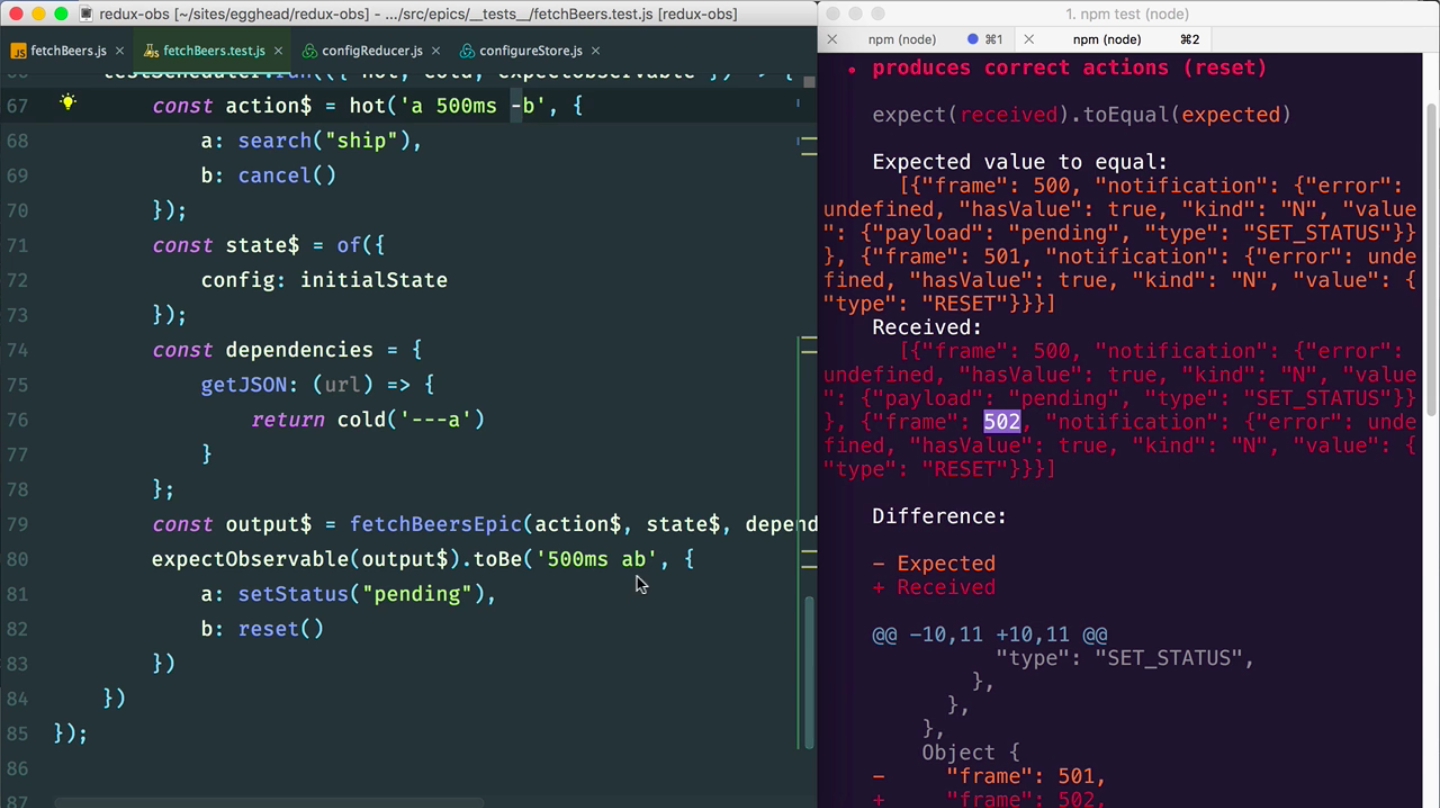 redux-obs [~/sites/egghead/redux-obs] - .../src/epics/__tests__/fetchBeers.test.js [redux-obs]
JS fetchBeers.js × fetchBeers.test.js × configReducer.js × configureStore.js ×
testScheduler.run(({ hot, cold, expectObservable }) => {
67 const action$ = hot('a 500ms -b', {
68 a: search("ship"),
69 b: cancel()
70 });
71 const state$ = of({
72 config: initialState
73 });
74 const dependencies = {
75 getJSON: (url) => {
76 return cold('---a')
77 }
78 };
79 const output$ = fetchBeersEpic(action$, state$, depend
80 expectObservable(output$).toBe('500ms ab', {
81 a: setStatus("pending"),
82 b: reset()
83 })
84 })
85 });
86
87
1. npm test (node)
× npm (node) ⌘1 × npm (node) ⌘2
• produces correct actions (reset)
expect(received).toEqual(expected)
Expected value to equal:
[{"frame": 500, "notification": {"error":
undefined, "hasValue": true, "kind": "N", "value
": {"payload": "pending", "type": "SET_STATUS"}}
}, {"frame": 501, "notification": {"error": unde
fined, "hasValue": true, "kind": "N", "value": {
"type": "RESET"}}}]
Received:
[{"frame": 500, "notification": {"error":
undefined, "hasValue": true, "kind": "N", "value
": {"payload": "pending", "type": "SET_STATUS"}}
}, {"frame": 502, "notification": {"error": unde
fined, "hasValue": true, "kind": "N", "value": {
"type": "RESET"}}}]
Difference:
- Expected
+ Received
@@ -10,11 +10,11 @@
"type": "SET_STATUS",
},
},
},
Object {
- "frame": 501,
+ "frame": 502,